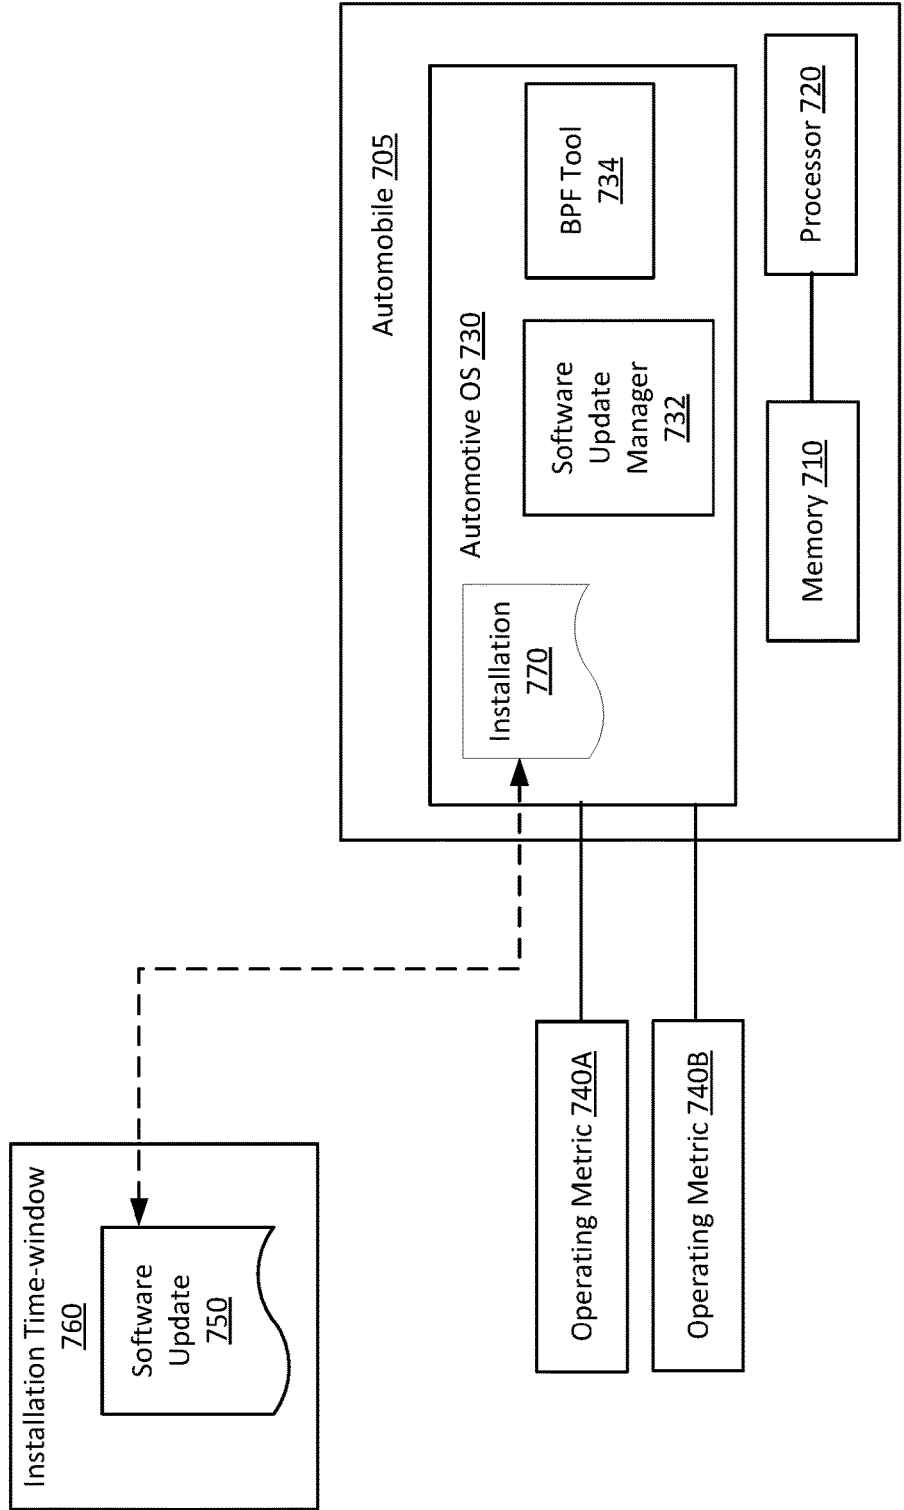 Installation Time-window
760
Software
Update
750
Automobile 705
Automotive OS 730
Installation
770
Software
Update
Manager
732
BPF Tool
734
Operating Metric 740A
Operating Metric 740B
Memory 710
Processor 720